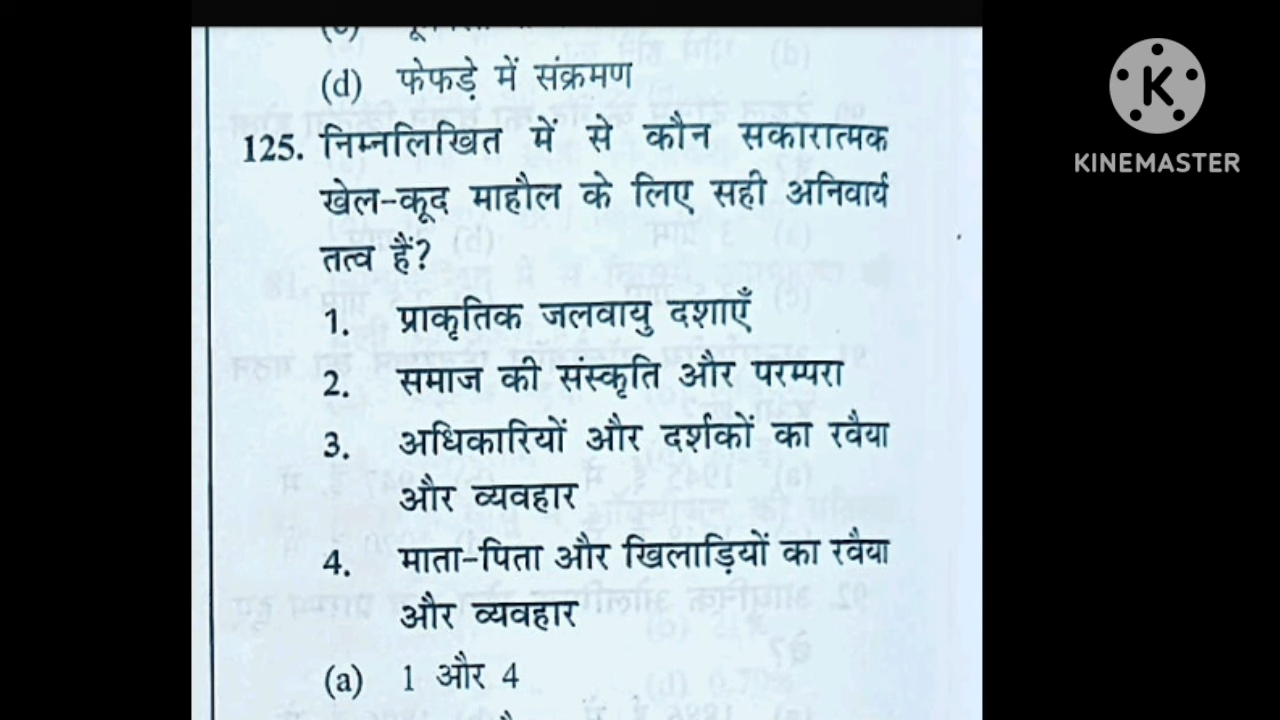 (d) फेफड़े में संक्रमण
125. निम्नलिखित में से कौन सकारात्मक
खेल-कूद माहौल के लिए सही अनिवार्य
तत्व हैं?
1. प्राकृतिक जलवायु दशाएँ
2. समाज की संस्कृति और परम्परा
3. अधिकारियों और दर्शकों का रवैया
और व्यवहार
4. माता-पिता और खिलाड़ियों का रवैया
और व्यवहार
(a) 1 और 4
K
KINEMASTER